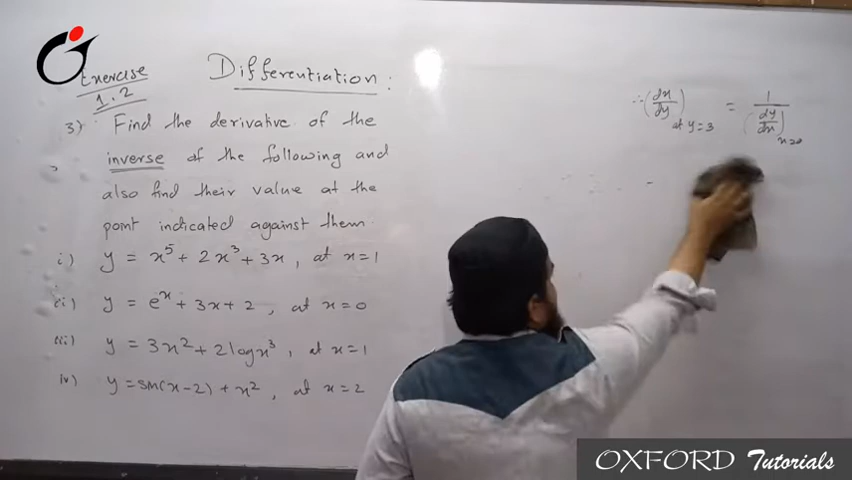 Exercise
1.2
Differentiation :
3) Find the derivative of the
inverse of the following and
also find their value at the
point indicated against them
i) y = x⁵ + 2x³ + 3x , at x=1
ii) y = eˣ + 3x + 2 , at x=0
iii) y = 3x² + 2logx³ , at x=1
iv) y = sin(x-2) + x² , at x=2
∴ (dx/dy) at y=3 = 1/(dy/dx) x=0
OXFORD Tutorials